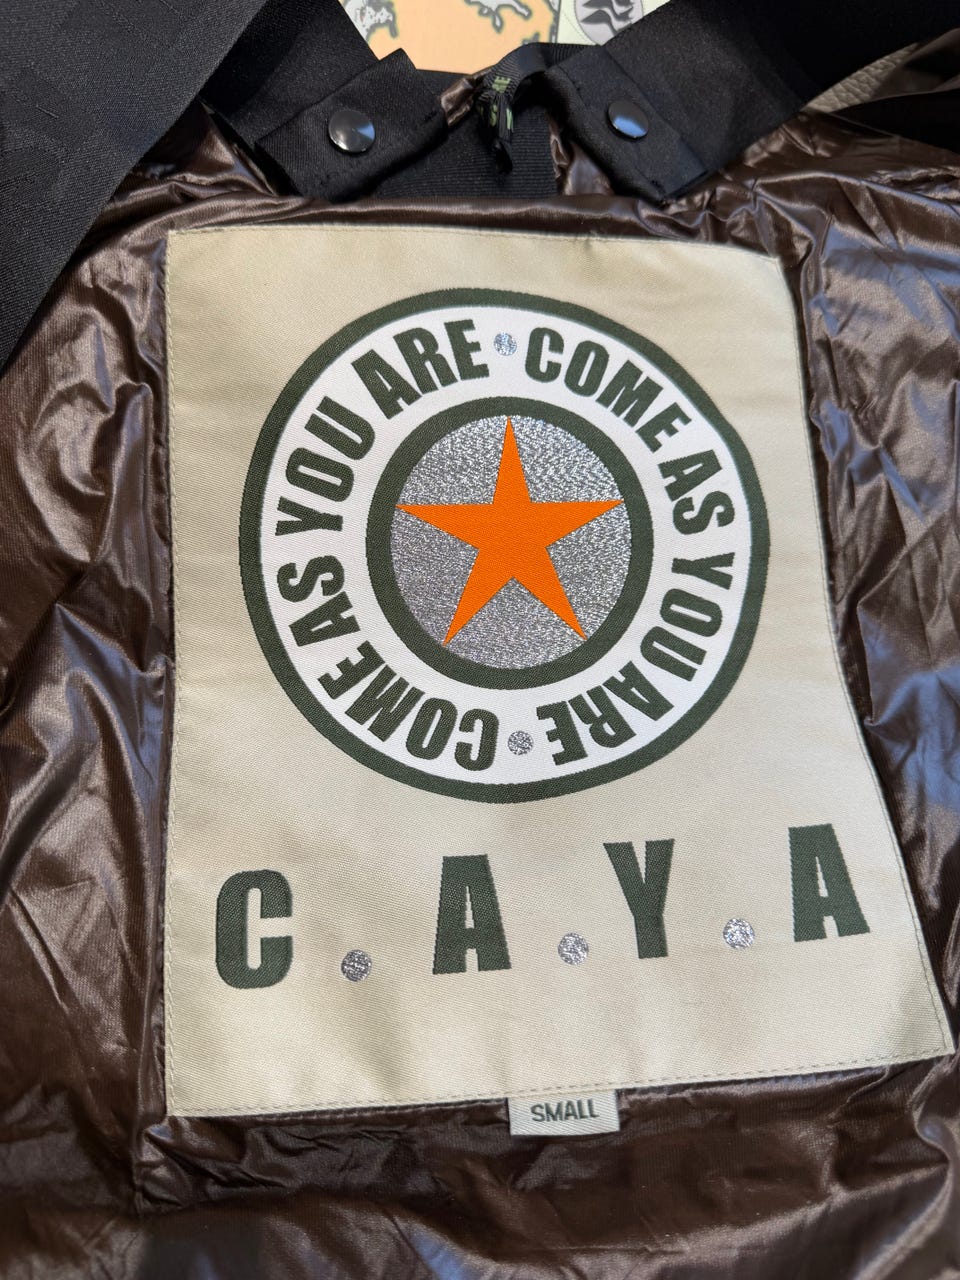 COME AS YOU ARE • COME AS YOU ARE •
C.A.Y.A
SMALL